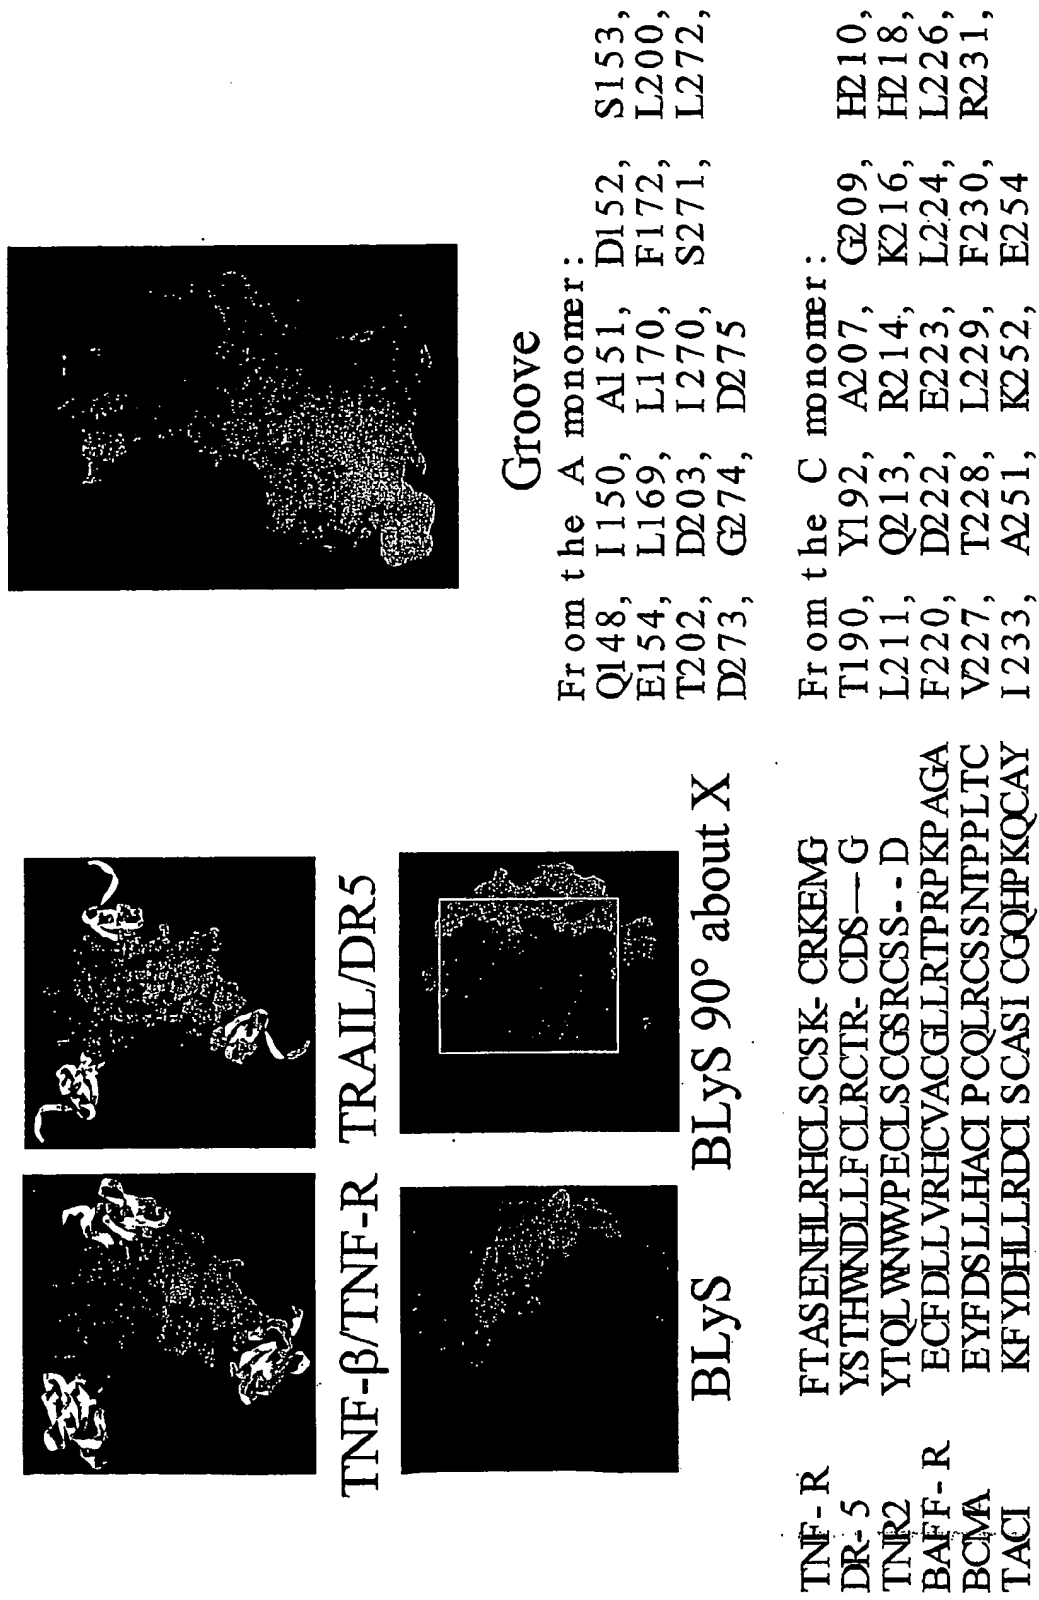 TNF-β/TNF-R
TRAIL/DR5
BLyS
BLyS 90° about X
TNF-R FTASENHLRHCLSCSK-CRKEMG
DR-5 YSTHWNDLLFCLRCTR-CDS—G
TNR2 YTQLWNWVPECLSCGSRCSS--D
BAFF-R ECFDLLVRHCVACGLLRTPRPKPAGA
BCMA EYFDSLLHACIPCQLRCSSNTPPLTC
TACI KFYDHLLRDCISCASICGQHPKQCAY
Groove
From the A monomer:
Q148, I150, A151, D152, S153,
E154, L169, L170, F172, L200,
T202, D203, I270, S271, L272,
D273, G274, D275
From the C monomer:
T190, Y192, A207, G209, H210,
L211, Q213, R214, K216, H218,
F220, D222, E223, L224, L226,
V227, T228, L229, F230, R231,
I233, A251, K252, E254